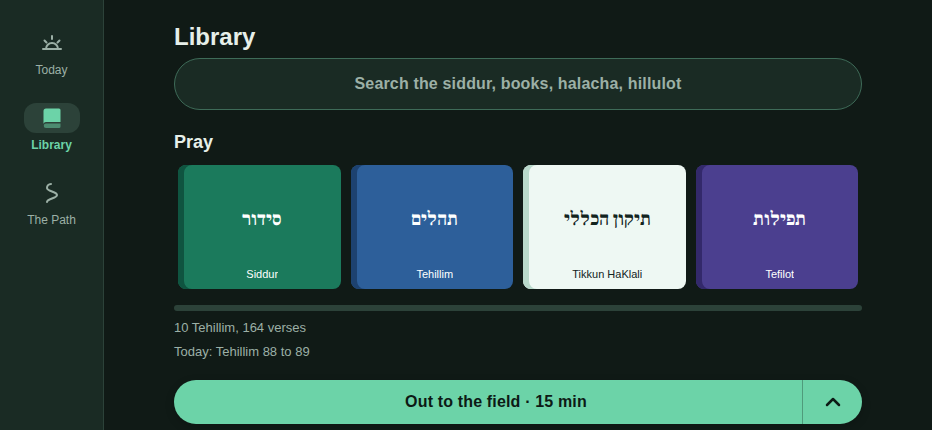 Today
Library
The Path
Library
Search the siddur, books, halacha, hillulot
Pray
סידור
Siddur
תהלים
Tehillim
תיקון הכללי
Tikkun HaKlali
תפילות
Tefilot
10 Tehillim, 164 verses
Today: Tehillim 88 to 89
Out to the field · 15 min